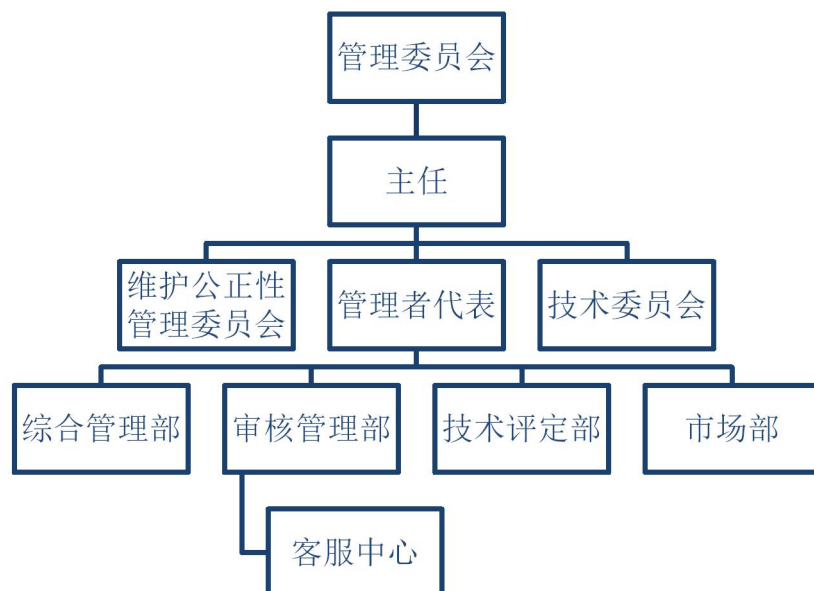 管理委员会
主任
维护公正性
管理委员会
管理者代表
技术委员会
综合管理部
审核管理部
技术评定部
市场部
客服中心